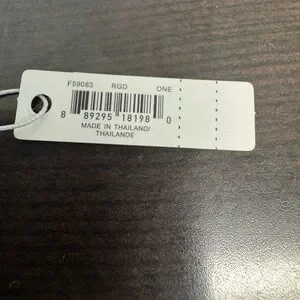 F59083 RGD ONE
8 89295 18198 0
MADE IN THAILAND/
THAILANDE